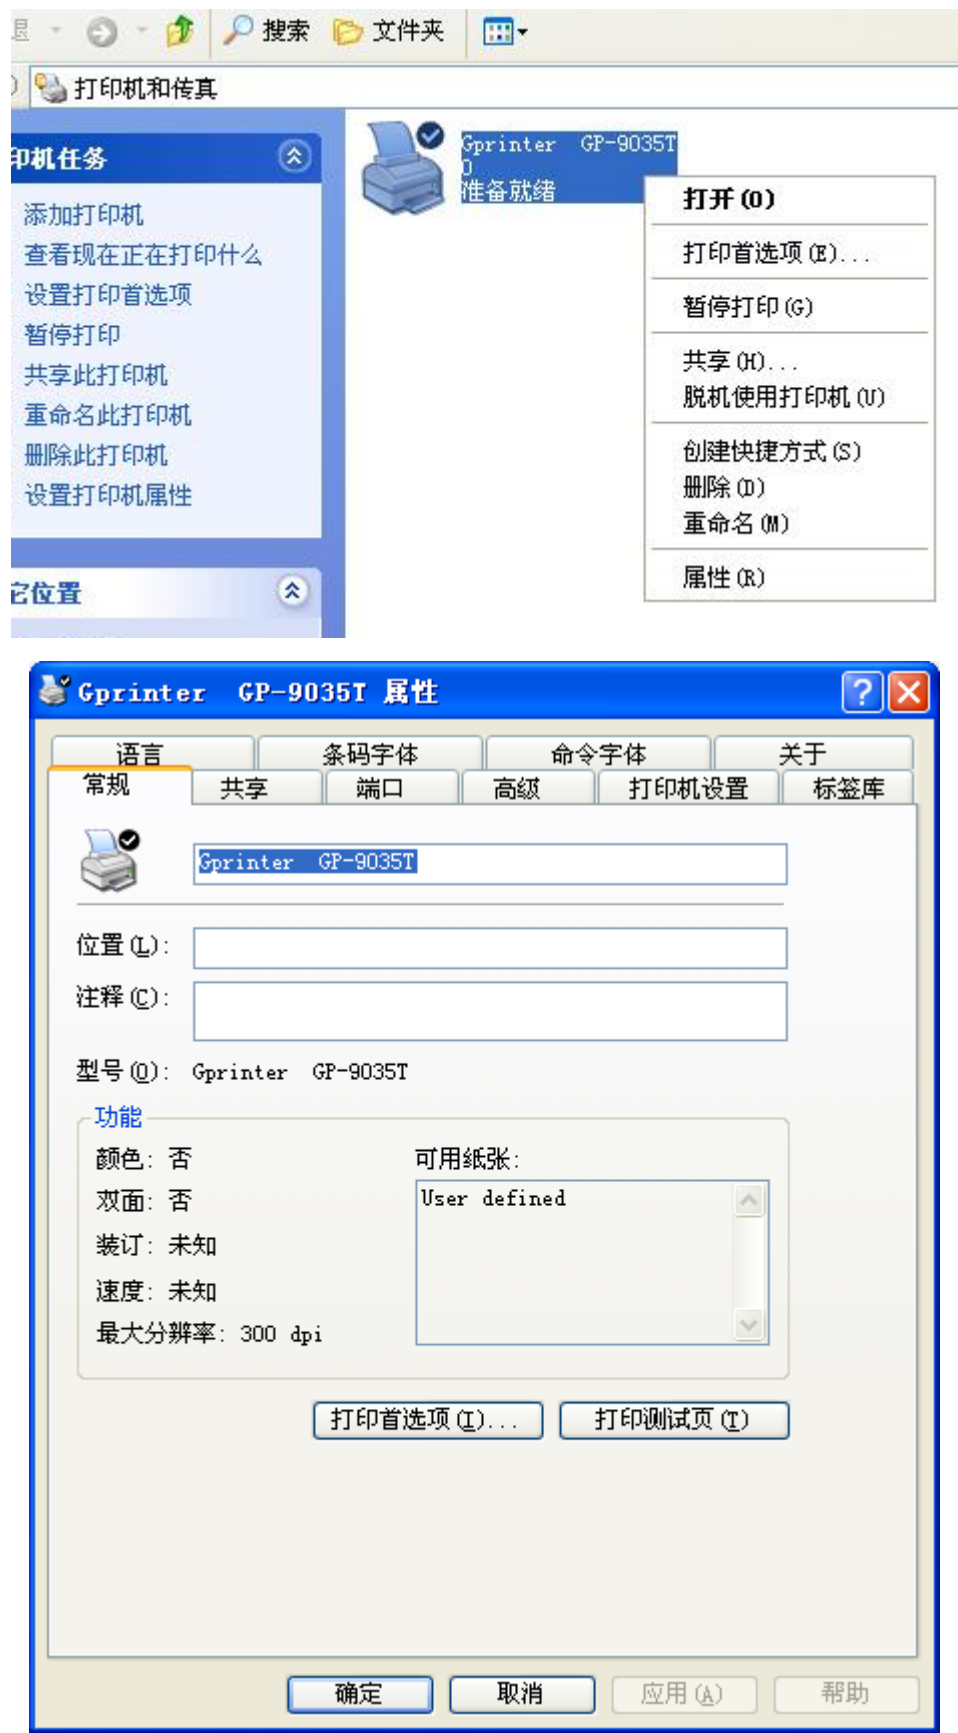 搜索 文件夹
打印机和传真
印机任务
添加打印机
查看现在正在打印什么
设置打印首选项
暂停打印
共享此打印机
重命名此打印机
删除此打印机
设置打印机属性
它位置
Gprinter GP-9035T
0
准备就绪
打开(O)
打印首选项(E)...
暂停打印(G)
共享(H)...
脱机使用打印机(U)
创建快捷方式(S)
删除(D)
重命名(M)
属性(R)
Gprinter GP-9035T 属性
语言 条码字体 命令字体 关于
常规 共享 端口 高级 打印机设置 标签库
Gprinter GP-9035T
位置(L):
注释(C):
型号(O): Gprinter GP-9035T
功能
颜色: 否 可用纸张:
双面: 否 User defined
装订: 未知
速度: 未知
最大分辨率: 300 dpi
打印首选项(I)... 打印测试页(T)
确定 取消 应用(A) 帮助